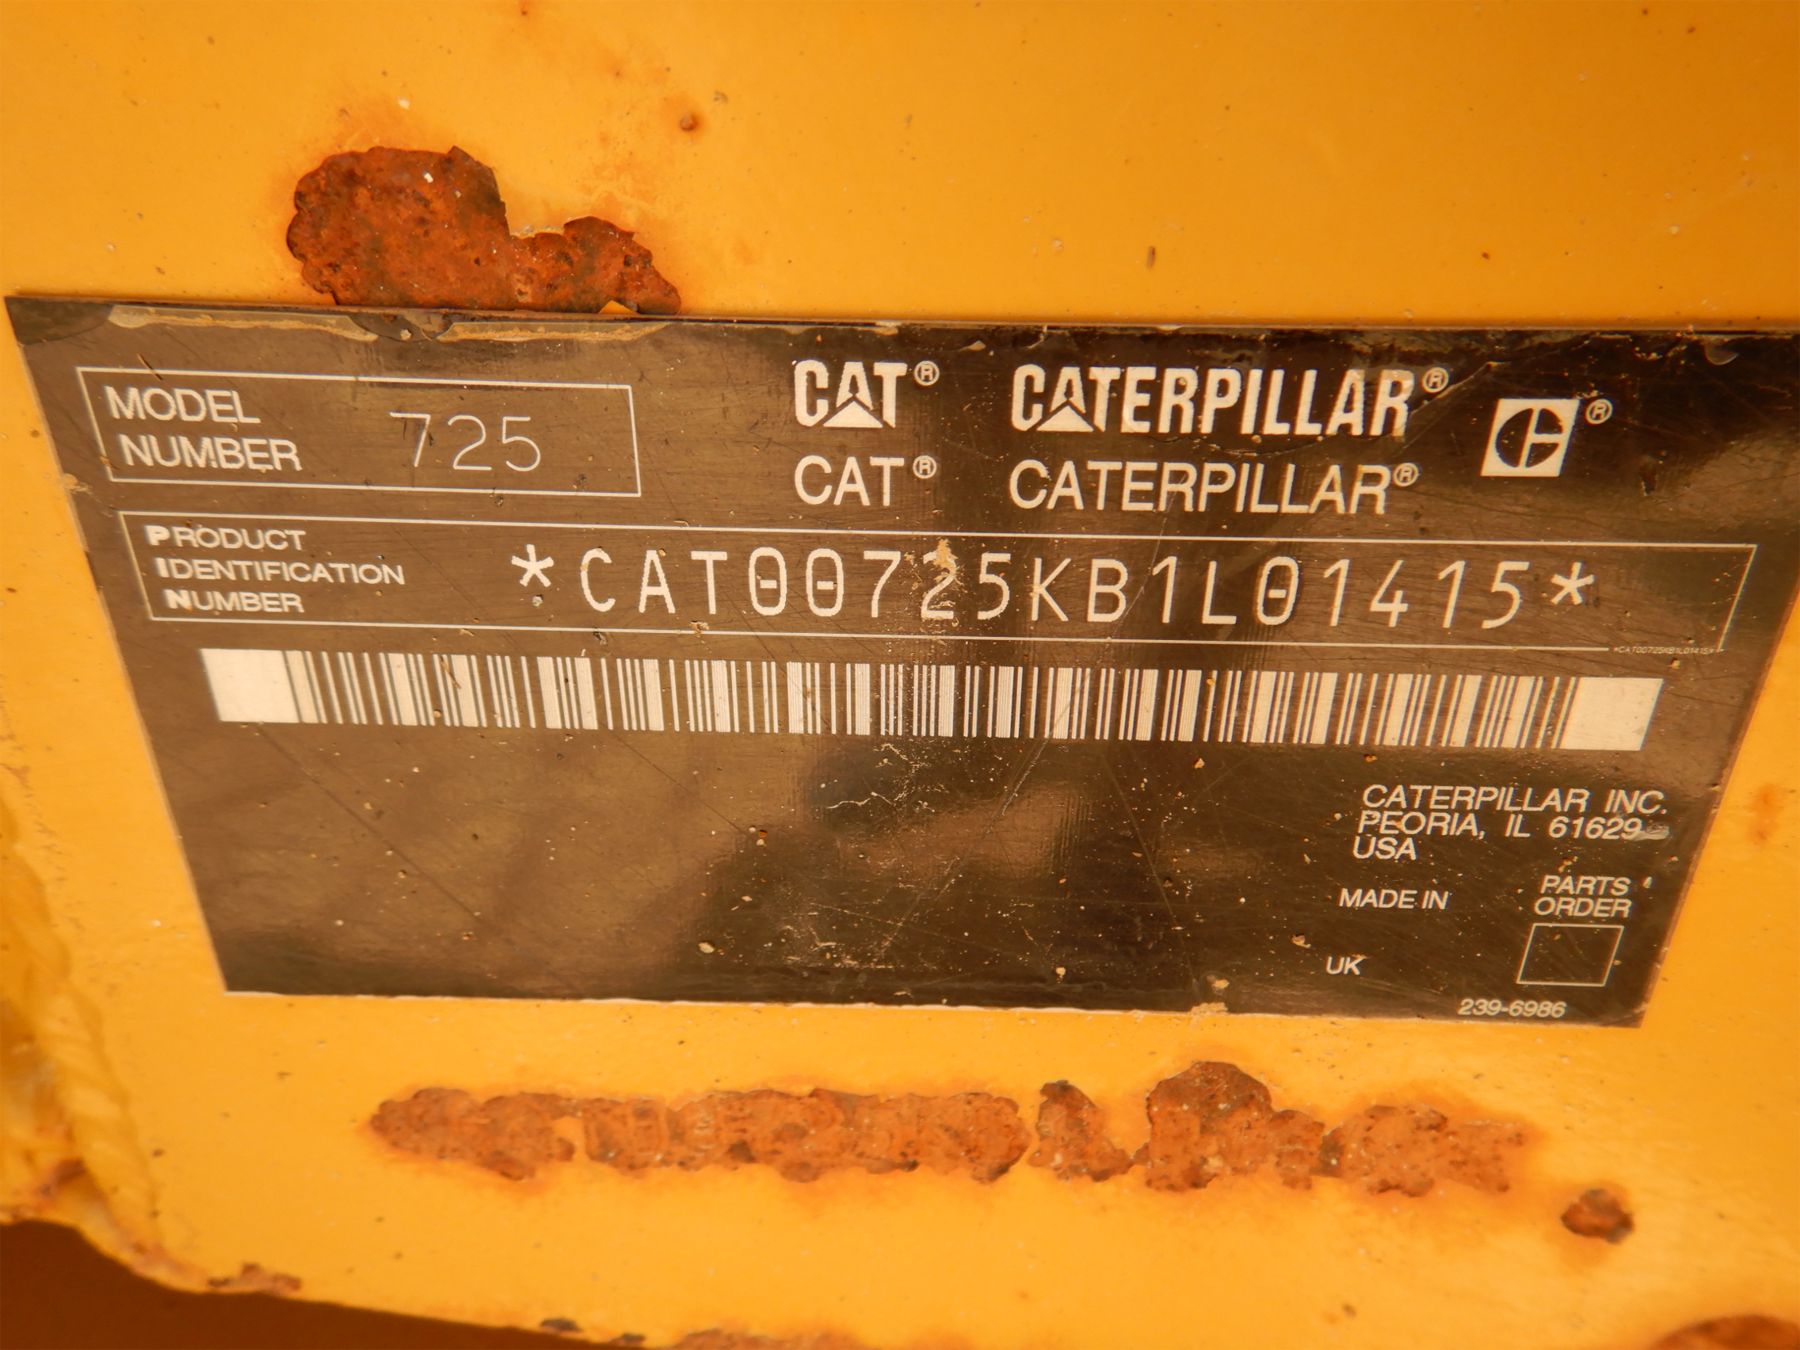 MODEL
NUMBER
725
CAT® CATERPILLAR® ®
CAT® CATERPILLAR®
PRODUCT
IDENTIFICATION
NUMBER
*CAT00725KB1L01415*
*CAT00725KB1L01415*
CATERPILLAR INC.
PEORIA, IL 61629
USA
MADE IN
UK
PARTS
ORDER
239-6986